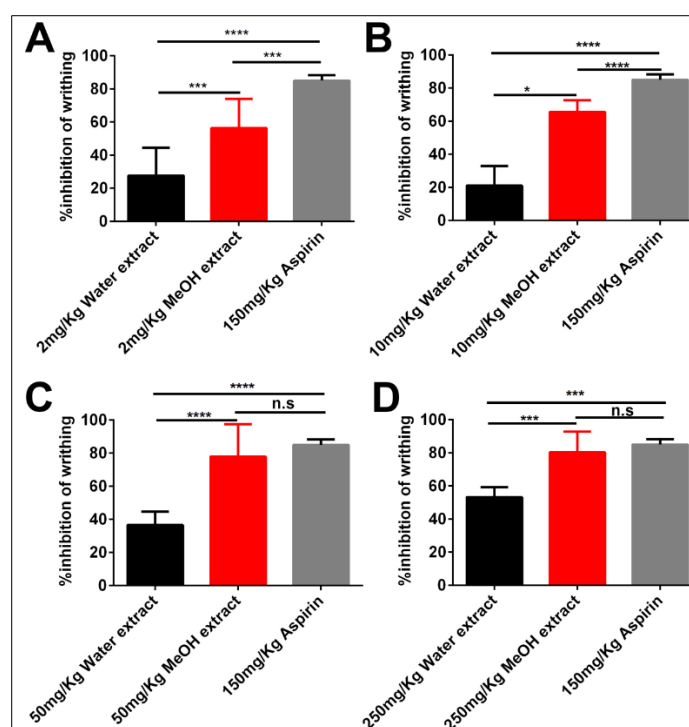 A
%inhibition of writhing
100
80
60
40
20
0
****
***
***
2mg/Kg Water extract
2mg/Kg MeOH extract
150mg/Kg Aspirin
B
%inhibition of writhing
100
80
60
40
20
0
****
****
*
10mg/Kg Water extract
10mg/Kg MeOH extract
150mg/Kg Aspirin
C
%inhibition of writhing
100
80
60
40
20
0
****
n.s
****
50mg/Kg Water extract
50mg/Kg MeOH extract
150mg/Kg Aspirin
D
%inhibition of writhing
100
80
60
40
20
0
***
n.s
***
250mg/Kg Water extract
250mg/Kg MeOH extract
150mg/Kg Aspirin